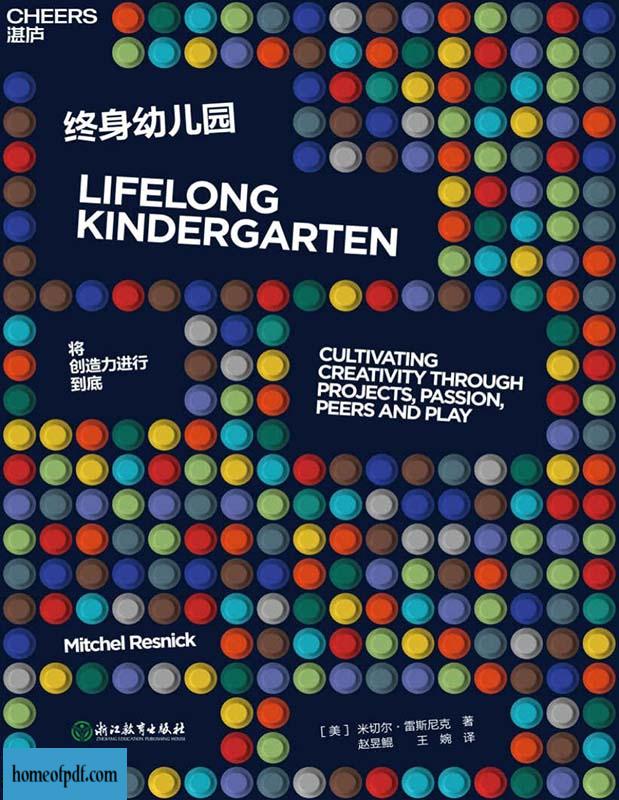 CHEERS
湛庐
终身幼儿园
LIFELONG
KINDERGARTEN
将
创造力进行
到底
CULTIVATING
CREATIVITY THROUGH
PROJECTS, PASSION,
PEERS AND PLAY
Mitchel Resnick
浙江教育出版社
ZHEJIANG EDUCATION PUBLISHING HOUSE
[美] 米切尔·雷斯尼克 著
赵昱鲲 王婉 译
homeofpdf.com